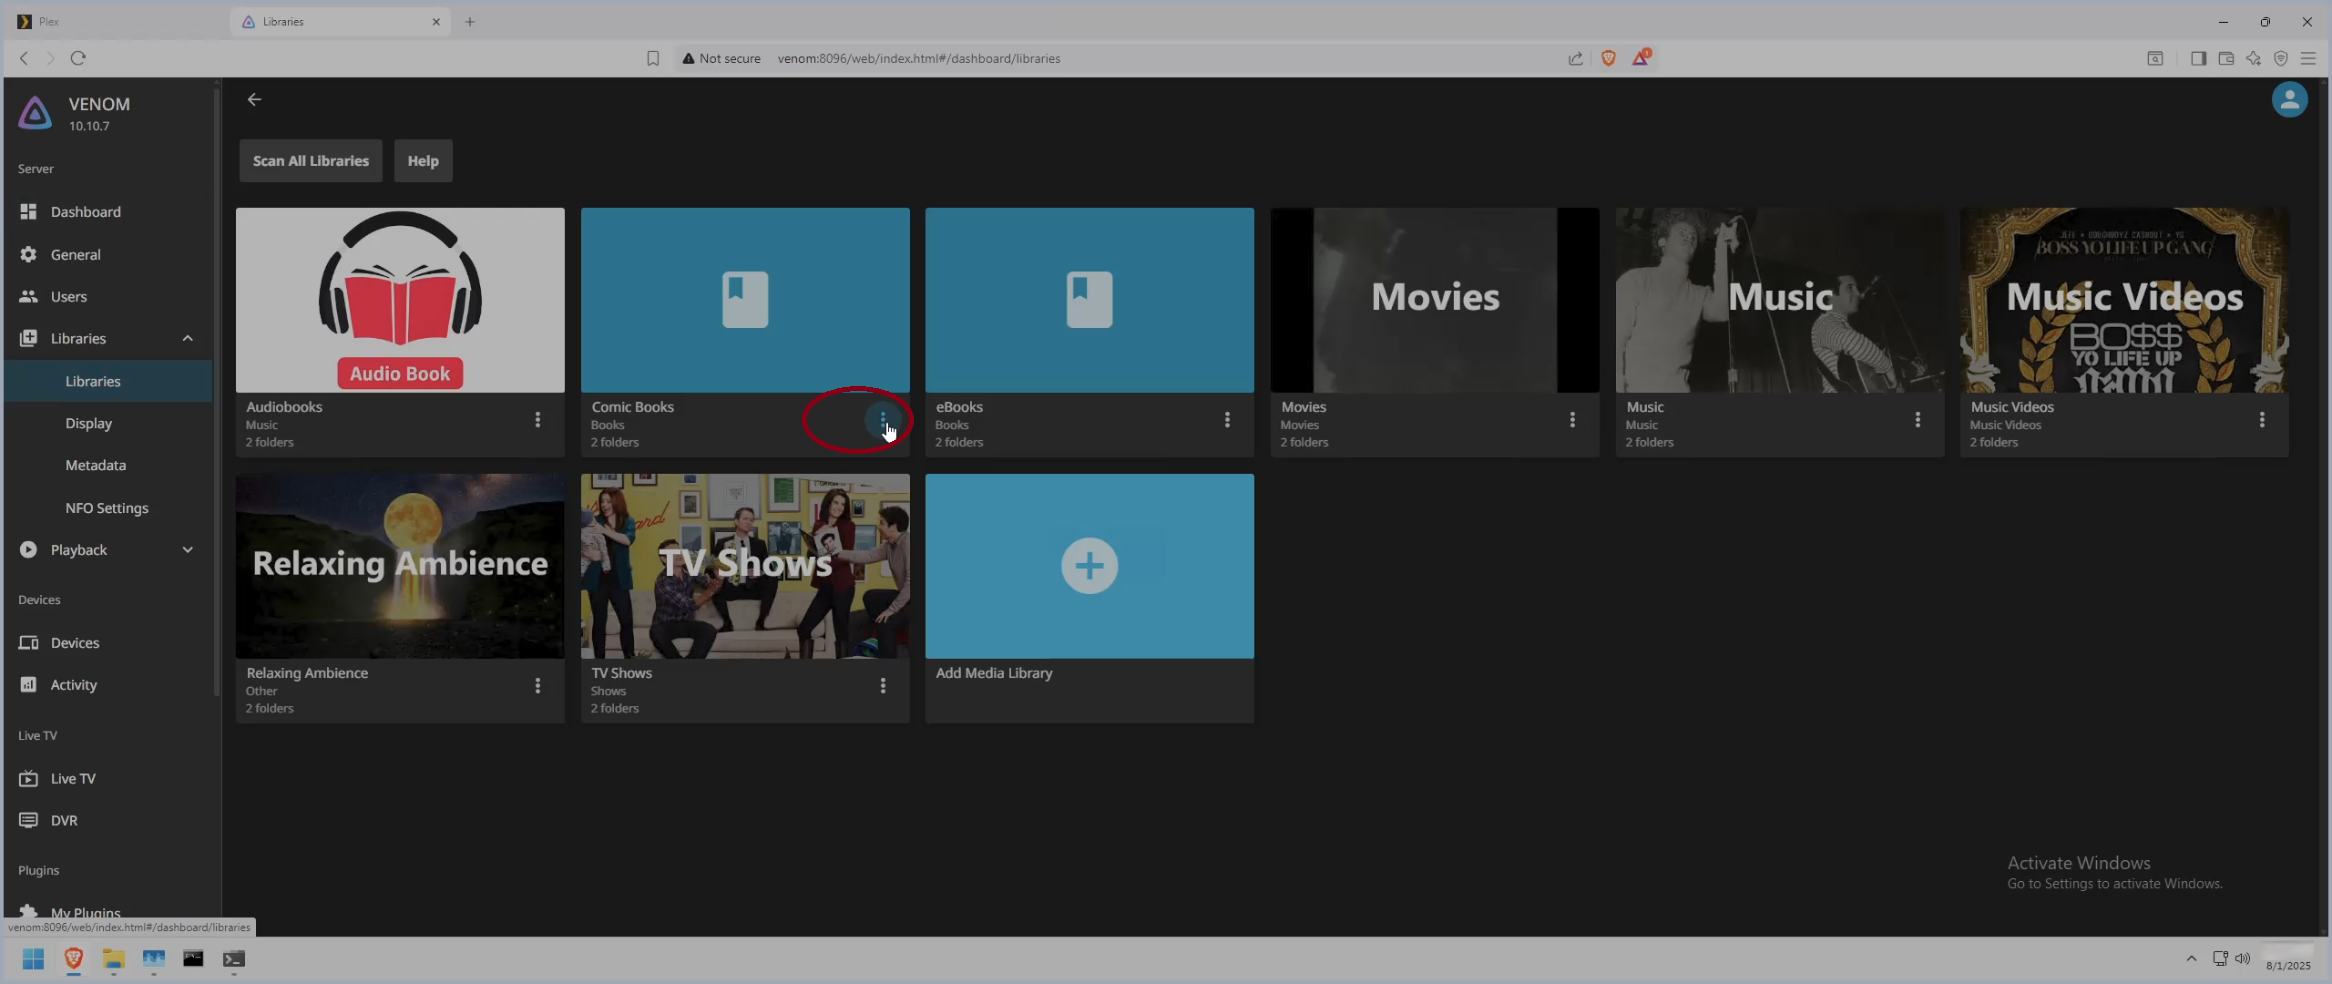 Plex
Libraries
Not secure
venom:8096/web/index.html#/dashboard/libraries
1
VENOM
10.10.7
Server
Dashboard
General
Users
Libraries
Libraries
Display
Metadata
NFO Settings
Playback
Devices
Devices
Activity
Live TV
Live TV
DVR
Plugins
My Plugins
venom:8096/web/index.html#/dashboard/libraries
Scan All Libraries
Help
Audio Book
Audiobooks
Music
2 folders
Comic Books
Books
2 folders
eBooks
Books
2 folders
Movies
Movies
Movies
2 folders
Music
Music
Music
2 folders
JEFE
BOSS YO LIFE UP GANG
Music Videos
BO$$
YO LIFE UP
GANG
Music Videos
Music Videos
2 folders
Relaxing Ambience
Relaxing Ambience
Other
2 folders
TV Shows
TV Shows
Shows
2 folders
Add Media Library
Activate Windows
Go to Settings to activate Windows.
8/1/2025